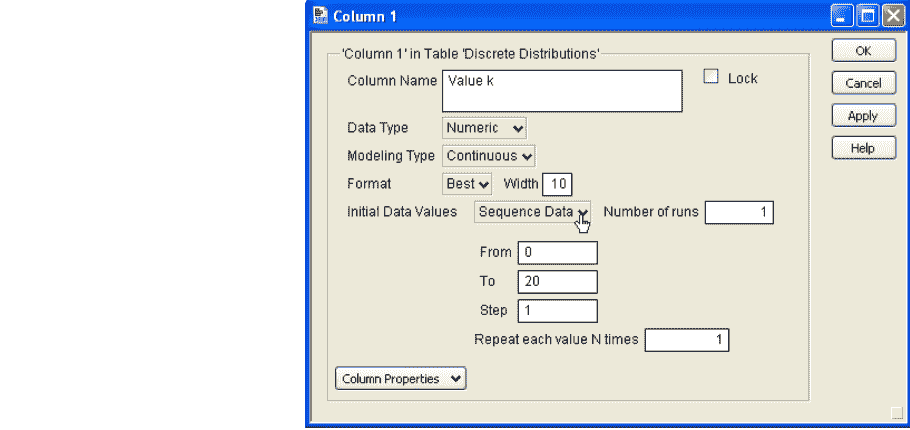 Column 1
'Column 1' in Table 'Discrete Distributions'
Column Name Value k Lock
Data Type Numeric
Modeling Type Continuous
Format Best Width 10
Initial Data Values Sequence Data Number of runs 1
From 0
To 20
Step 1
Repeat each value N times 1
Column Properties
OK
Cancel
Apply
Help